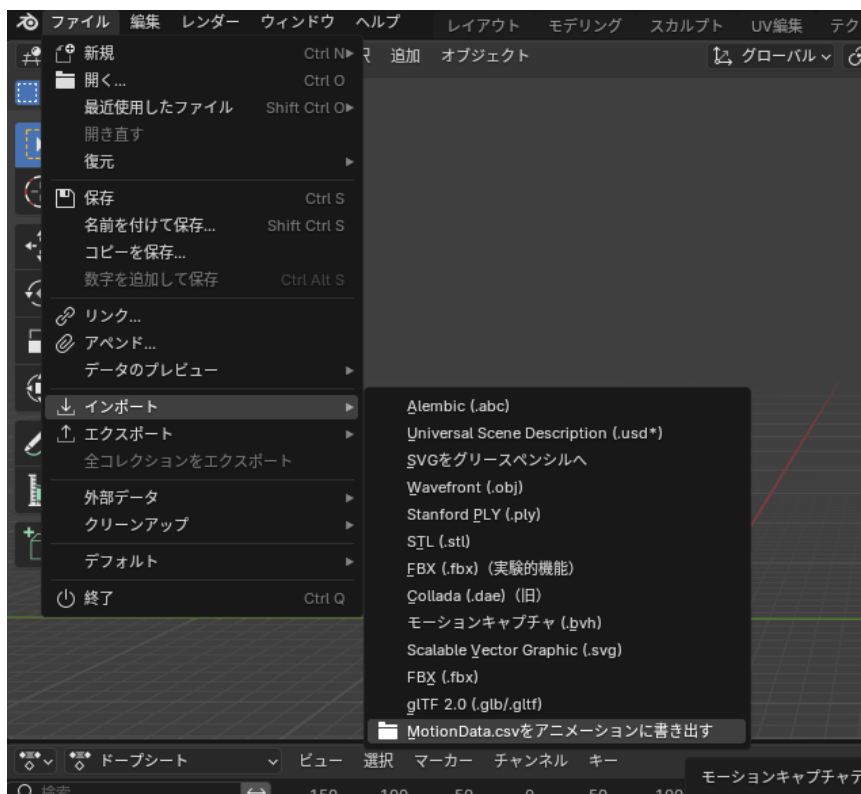 ファイル 編集 レンダー ウィンドウ ヘルプ レイアウト モデリング スカルプト UV編集
追加 オブジェクト グローバル
新規 Ctrl N
開く... Ctrl O
最近使用したファイル Shift Ctrl O
開き直す
復元
保存 Ctrl S
名前を付けて保存... Shift Ctrl S
コピーを保存...
数字を追加して保存 Ctrl Alt S
リンク...
アペンド...
データのプレビュー
インポート
エクスポート
全コレクションをエクスポート
外部データ
クリーンアップ
デフォルト
終了 Ctrl Q
Alembic (.abc)
Universal Scene Description (.usd*)
SVGをグリースペンシルへ
Wavefront (.obj)
Stanford PLY (.ply)
STL (.stl)
FBX (.fbx)（実験的機能）
Collada (.dae)（旧）
モーションキャプチャ (.bvh)
Scalable Vector Graphic (.svg)
FBX (.fbx)
glTF 2.0 (.glb/.gltf)
MotionData.csvをアニメーションに書き出す
ドープシート ビュー 選択 マーカー チャンネル キー
モーションキャプチャデ